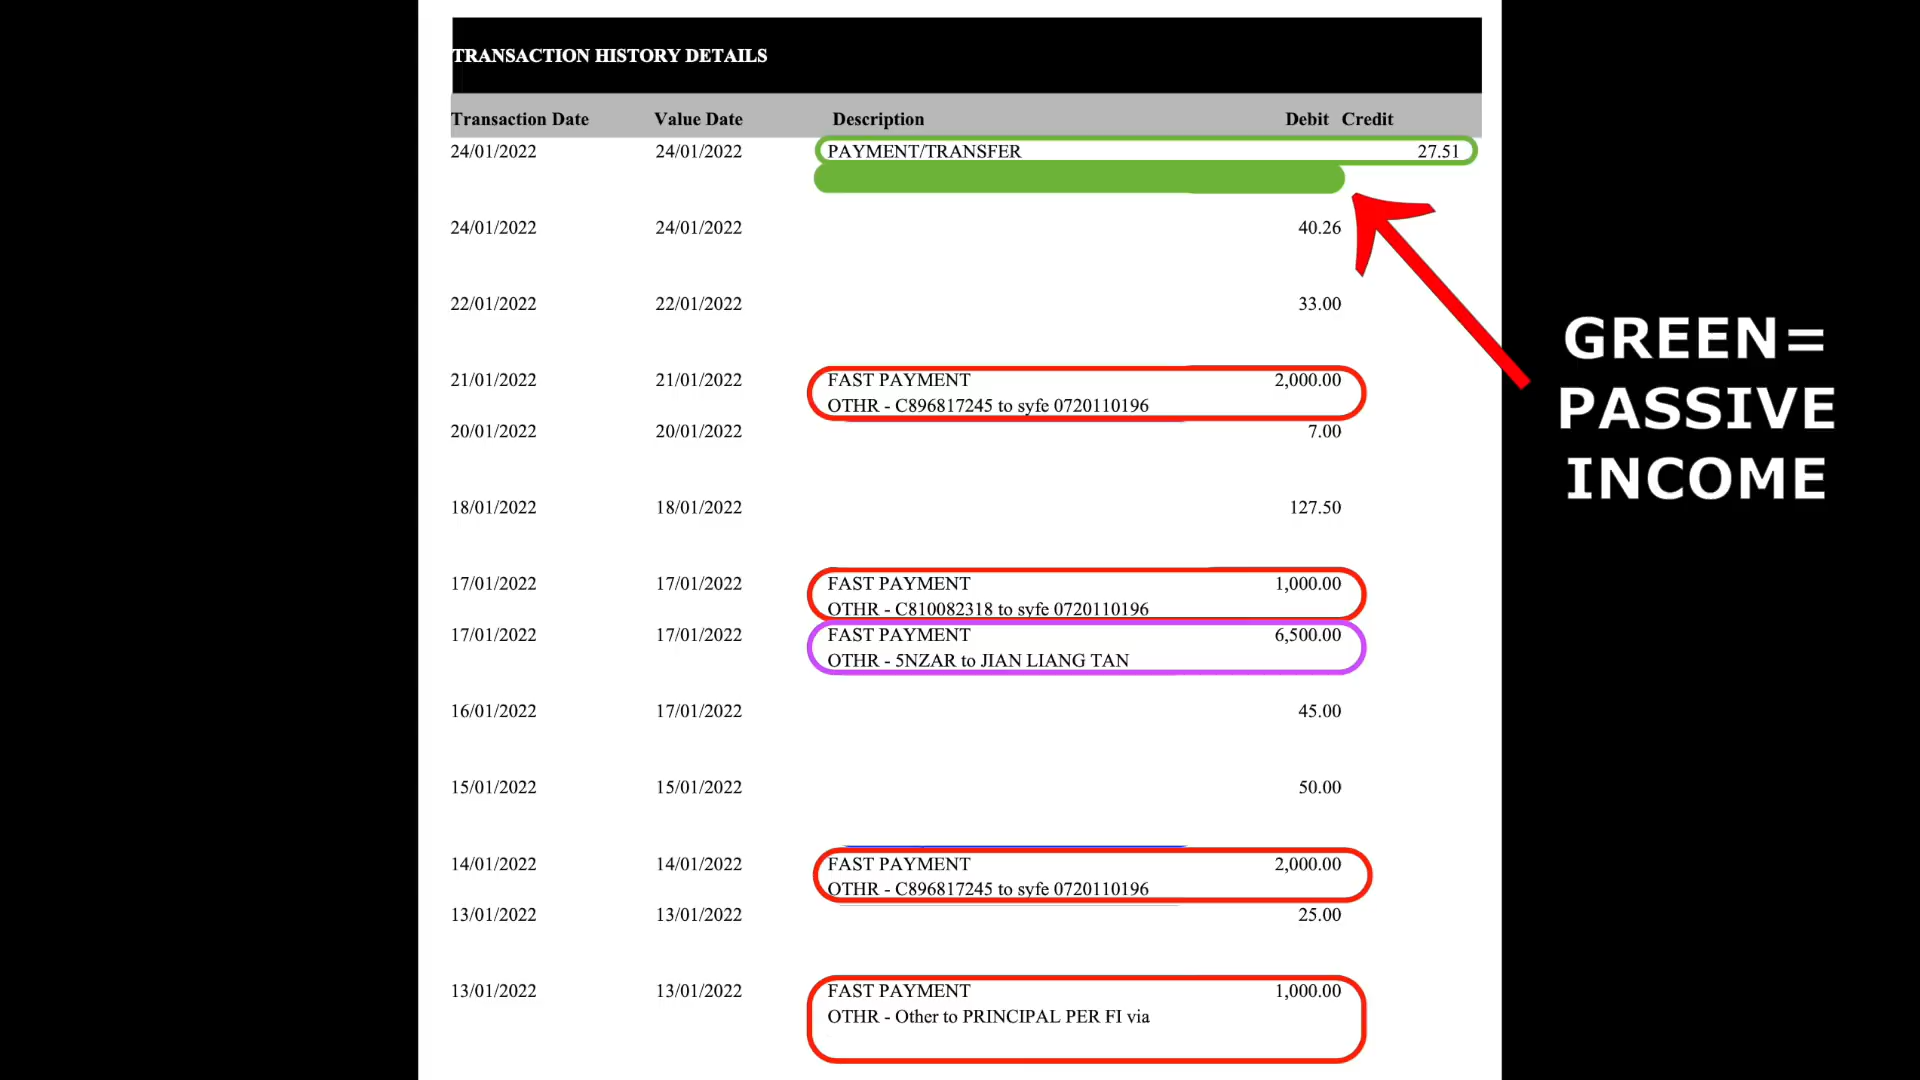 TRANSACTION HISTORY DETAILS
Transaction Date Value Date Description Debit Credit
24/01/2022 24/01/2022 PAYMENT/TRANSFER 27.51
24/01/2022 24/01/2022 40.26
22/01/2022 22/01/2022 33.00
21/01/2022 21/01/2022 FAST PAYMENT 2,000.00
OTHR - C896817245 to syfe 0720110196
20/01/2022 20/01/2022 7.00
18/01/2022 18/01/2022 127.50
17/01/2022 17/01/2022 FAST PAYMENT 1,000.00
OTHR - C810082318 to syfe 0720110196
17/01/2022 17/01/2022 FAST PAYMENT 6,500.00
OTHR - 5NZAR to JIAN LIANG TAN
16/01/2022 17/01/2022 45.00
15/01/2022 15/01/2022 50.00
14/01/2022 14/01/2022 FAST PAYMENT 2,000.00
OTHR - C896817245 to syfe 0720110196
13/01/2022 13/01/2022 25.00
13/01/2022 13/01/2022 FAST PAYMENT 1,000.00
OTHR - Other to PRINCIPAL PER FI via
GREEN=
PASSIVE
INCOME